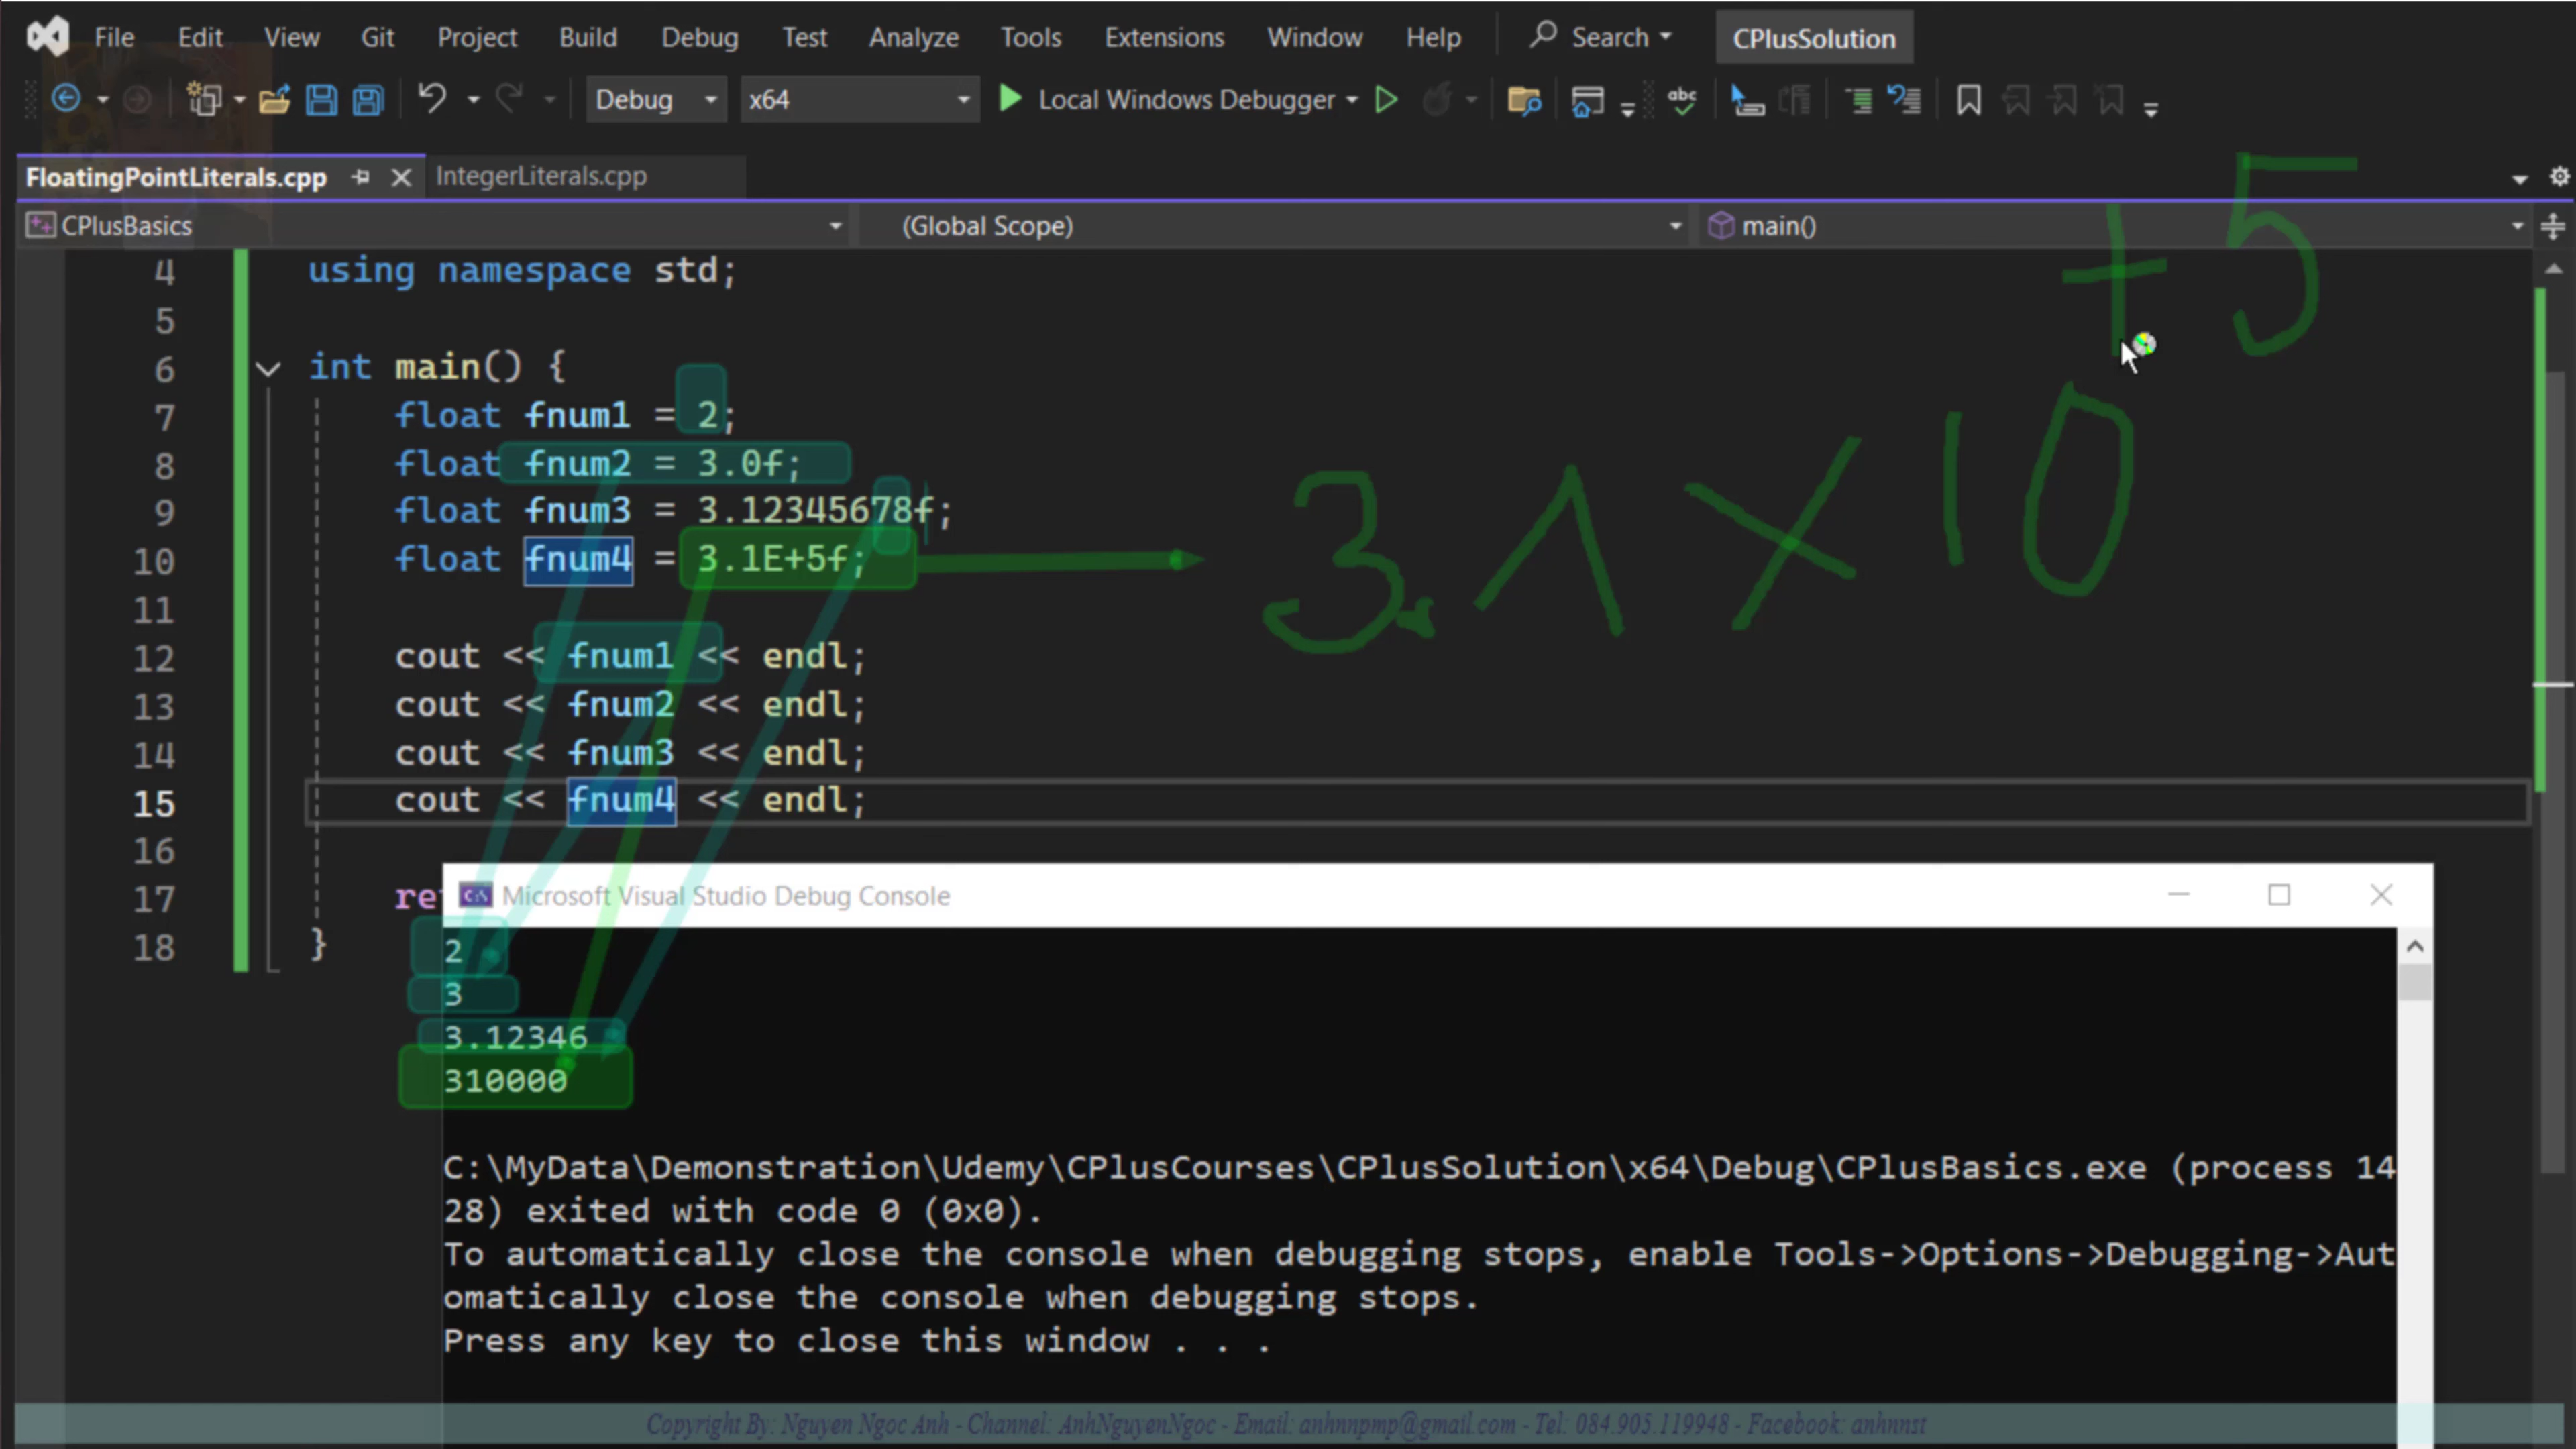 File Edit View Git Project Build Debug Test Analyze Tools Extensions Window Help Search CPlusSolution
Debug x64 Local Windows Debugger abc
FloatingPointLiterals.cpp IntegerLiterals.cpp
CPlusBasics (Global Scope) main()
+5
3.1 × 10
4 using namespace std;
5
6 int main() {
7 float fnum1 = 2;
8 float fnum2 = 3.0f;
9 float fnum3 = 3.12345678f;
10 float fnum4 = 3.1E+5f;
11
12 cout << fnum1 << endl;
13 cout << fnum2 << endl;
14 cout << fnum3 << endl;
15 cout << fnum4 << endl;
16
17 re
18 }
Microsoft Visual Studio Debug Console
2
3
3.12346
310000
C:\MyData\Demonstration\Udemy\CPlusCourses\CPlusSolution\x64\Debug\CPlusBasics.exe (process 14
28) exited with code 0 (0x0).
To automatically close the console when debugging stops, enable Tools->Options->Debugging->Aut
omatically close the console when debugging stops.
Press any key to close this window . . .
Copyright By: Nguyen Ngoc Anh - Channel: AnhNguyenNgoc - Email: anhnnpmp@gmail.com - Tel: 084.905.119948 - Facebook: anhnnst